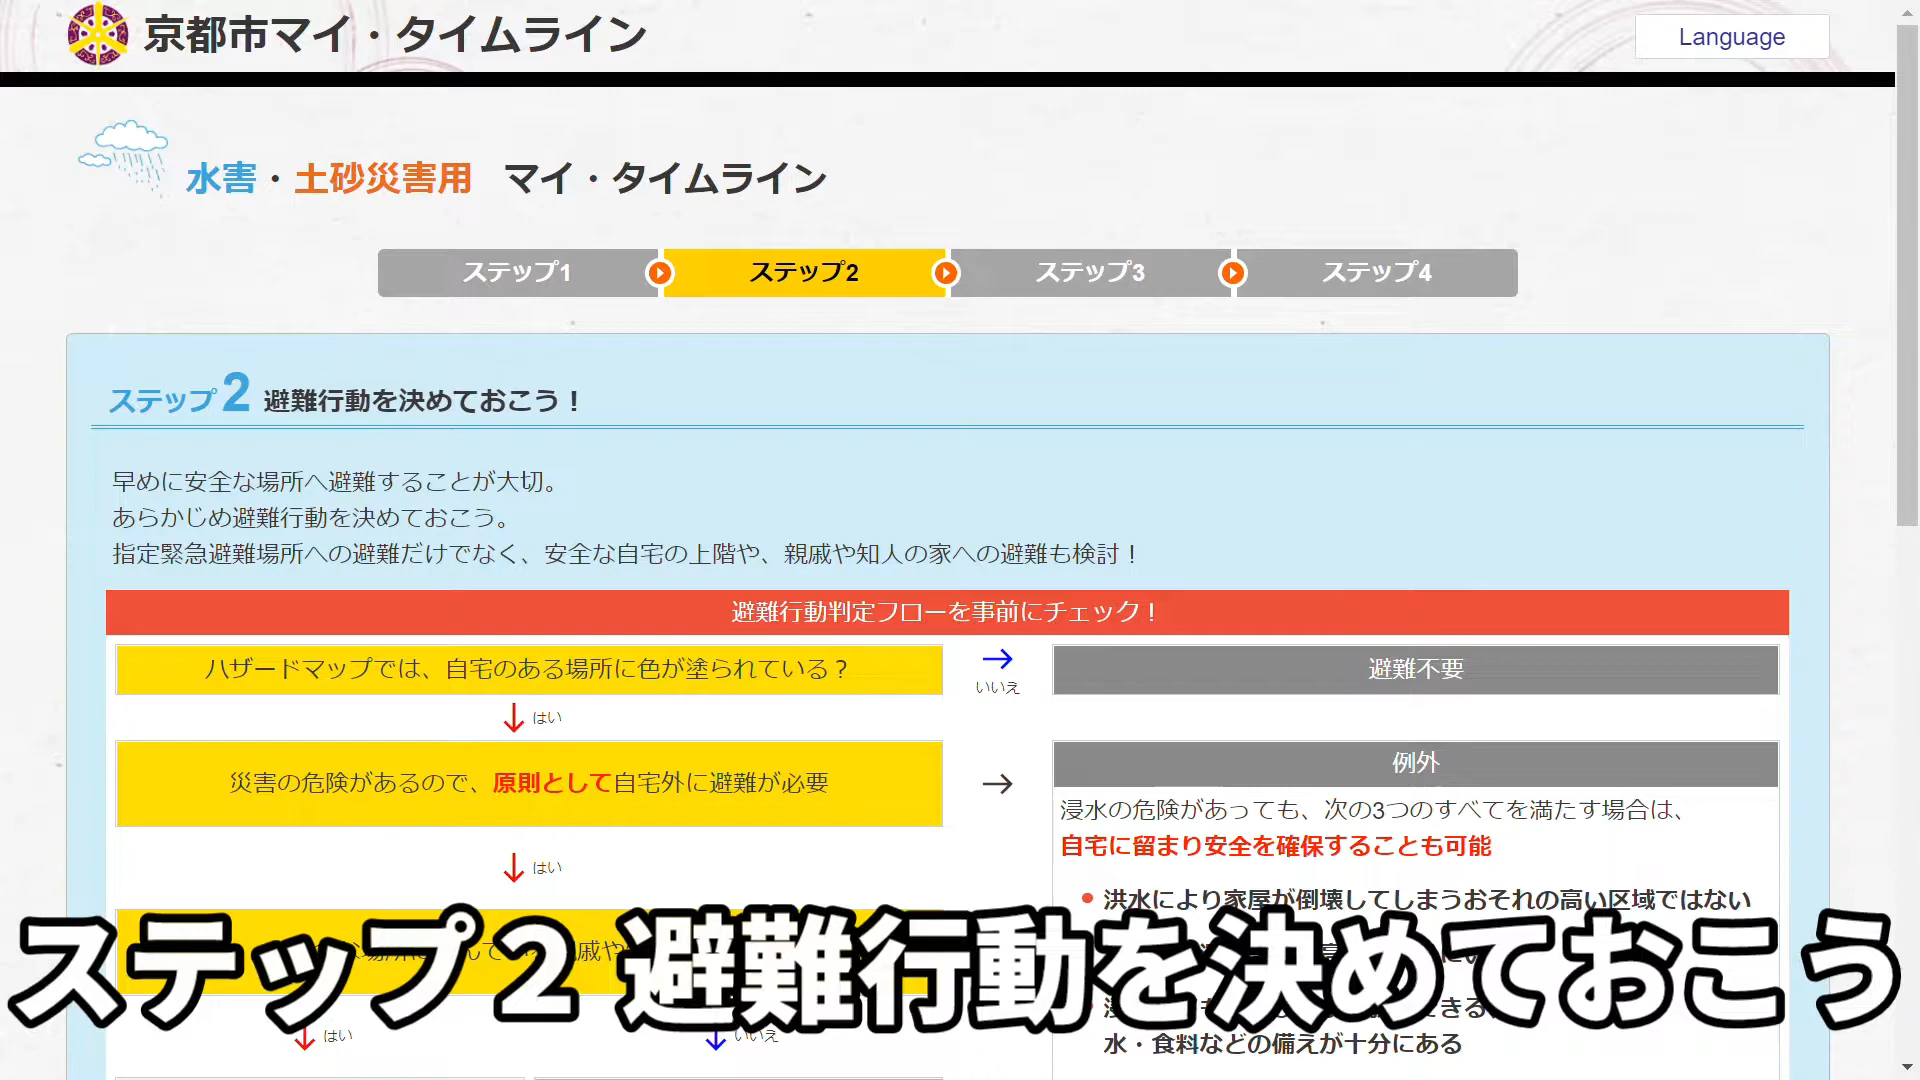 京都市マイ・タイムライン
Language
水害・土砂災害用 マイ・タイムライン
ステップ1
ステップ2
ステップ3
ステップ4
ステップ2 避難行動を決めておこう！
早めに安全な場所へ避難することが大切。
あらかじめ避難行動を決めておこう。
指定緊急避難場所への避難だけでなく、安全な自宅の上階や、親戚や知人の家への避難も検討！
避難行動判定フローを事前にチェック！
ハザードマップでは、自宅のある場所に色が塗られている？
いいえ
避難不要
はい
災害の危険があるので、原則として自宅外に避難が必要
例外
浸水の危険があっても、次の3つのすべてを満たす場合は、
自宅に留まり安全を確保することも可能
はい
洪水により家屋が倒壊してしまうおそれの高い区域ではない
ステップ2 避難行動を決めておこう
水・食料などの備えが十分にある
はい
いいえ